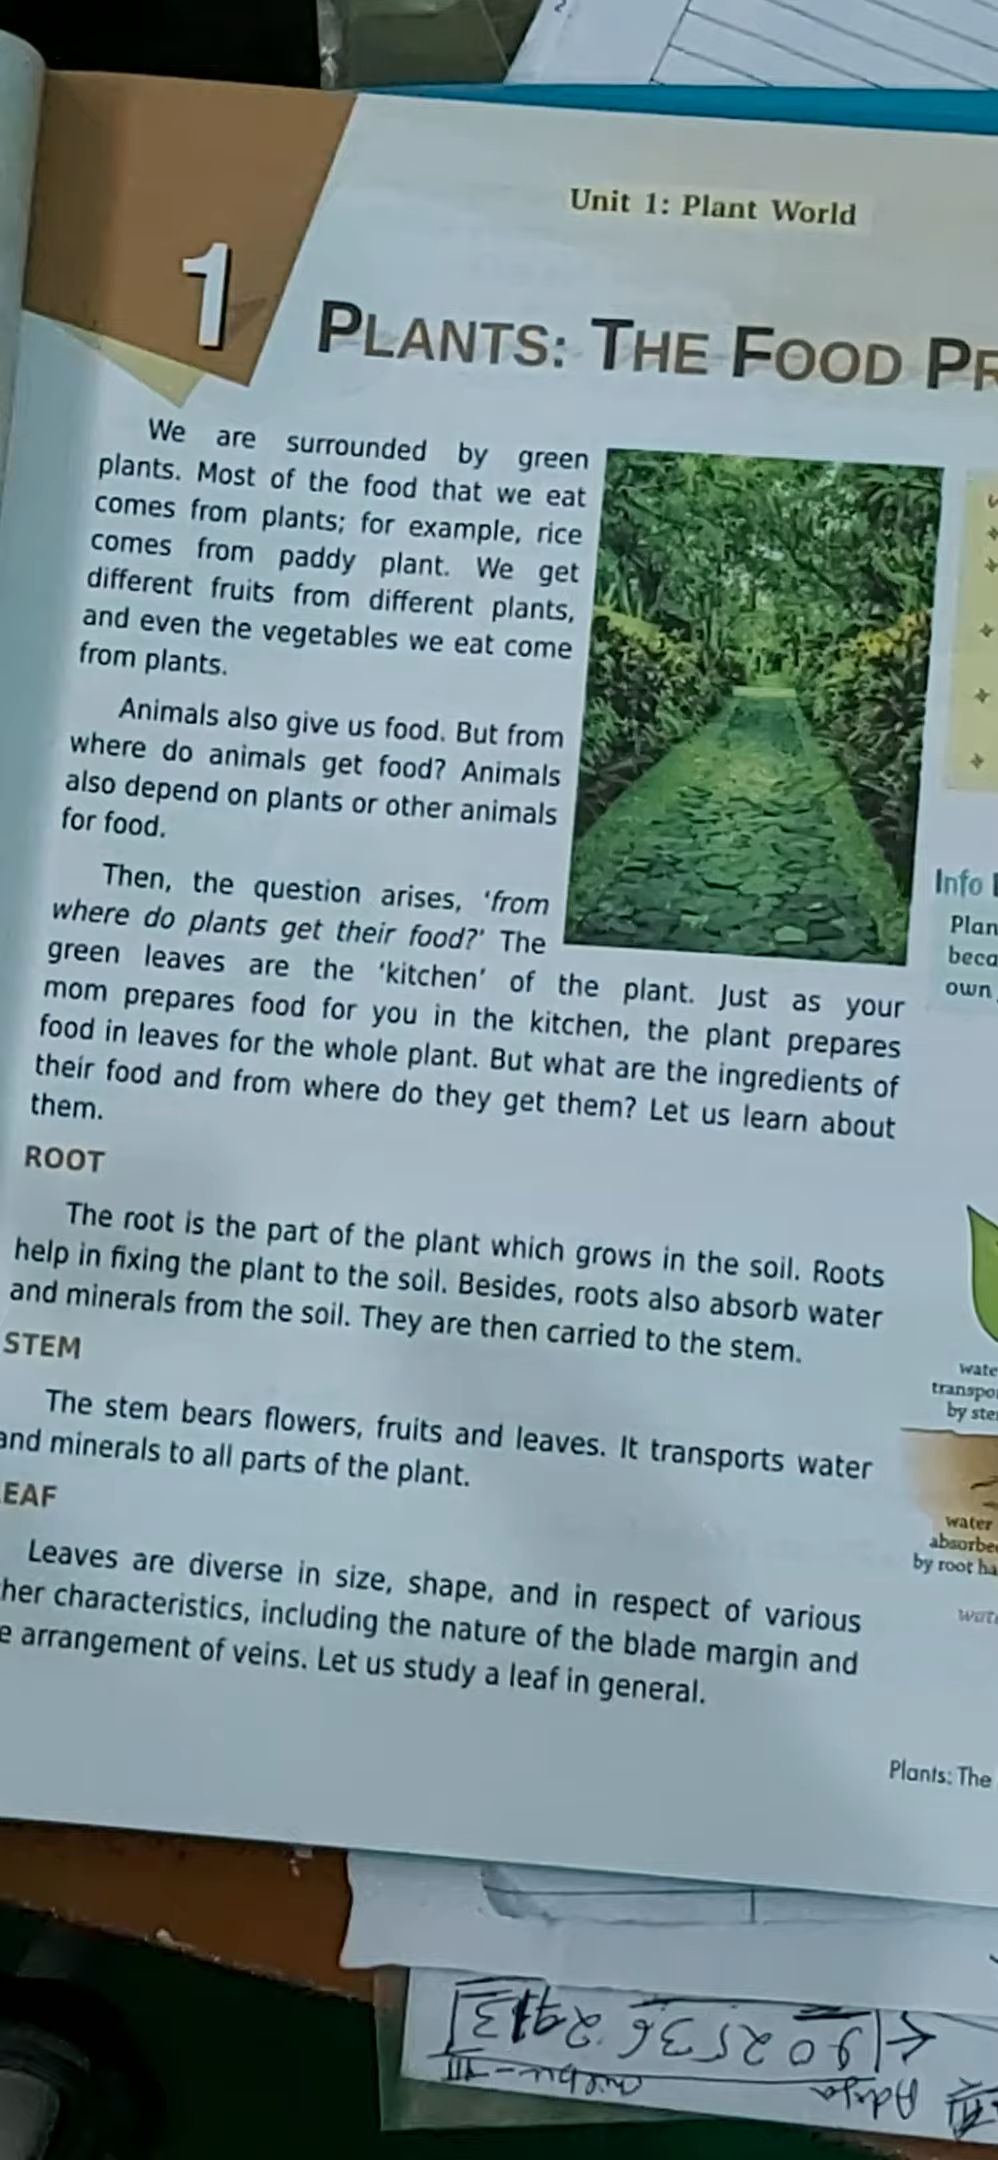 Unit 1: Plant World
1
PLANTS: THE FOOD PR
We are surrounded by green
plants. Most of the food that we eat
comes from plants; for example, rice
comes from paddy plant. We get
different fruits from different plants,
and even the vegetables we eat come
from plants.
Animals also give us food. But from
where do animals get food? Animals
also depend on plants or other animals
for food.
Then, the question arises, ‘from
where do plants get their food?’ The
green leaves are the ‘kitchen’ of the plant. Just as your
mom prepares food for you in the kitchen, the plant prepares
food in leaves for the whole plant. But what are the ingredients of
their food and from where do they get them? Let us learn about
them.
ROOT
The root is the part of the plant which grows in the soil. Roots
help in fixing the plant to the soil. Besides, roots also absorb water
and minerals from the soil. They are then carried to the stem.
STEM
The stem bears flowers, fruits and leaves. It transports water
and minerals to all parts of the plant.
EAF
Leaves are diverse in size, shape, and in respect of various
her characteristics, including the nature of the blade margin and
e arrangement of veins. Let us study a leaf in general.
Info
Plan
beca
own
wate
transpo
by ste
water
absorbe
by root ha
wat
Plants: The